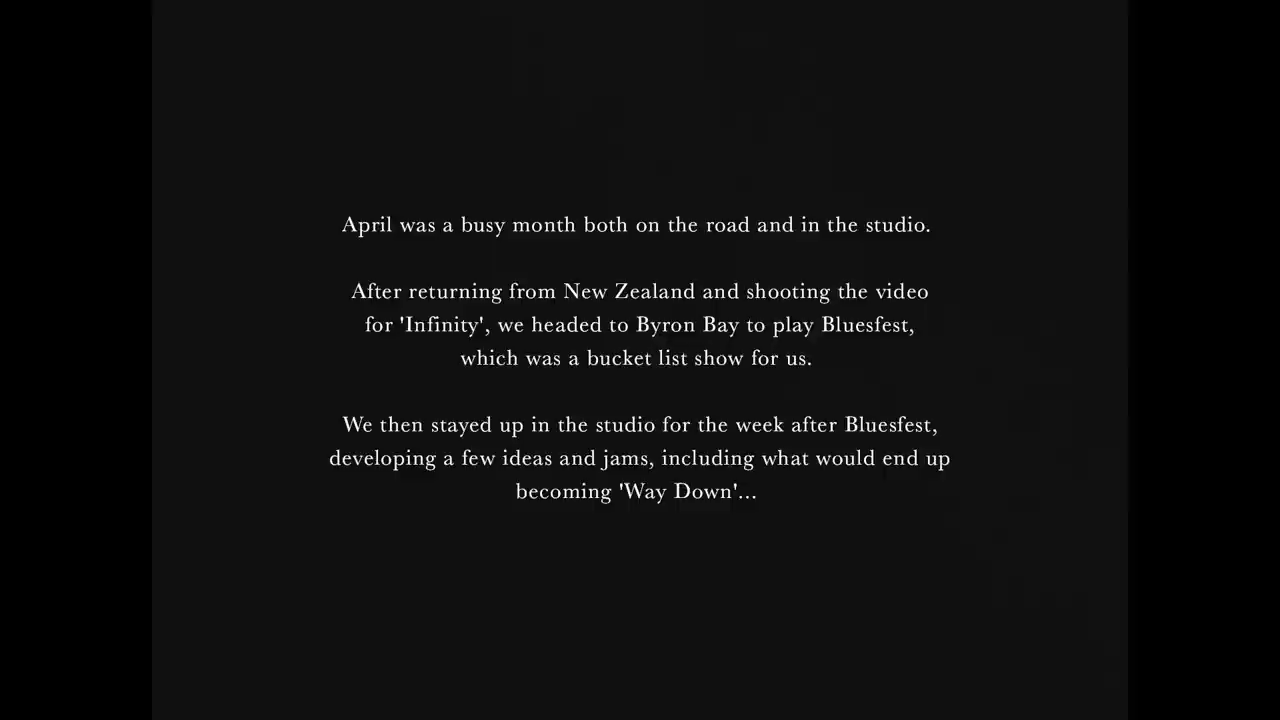 April was a busy month both on the road and in the studio.
After returning from New Zealand and shooting the video
for 'Infinity', we headed to Byron Bay to play Bluesfest,
which was a bucket list show for us.
We then stayed up in the studio for the week after Bluesfest,
developing a few ideas and jams, including what would end up
becoming 'Way Down'...